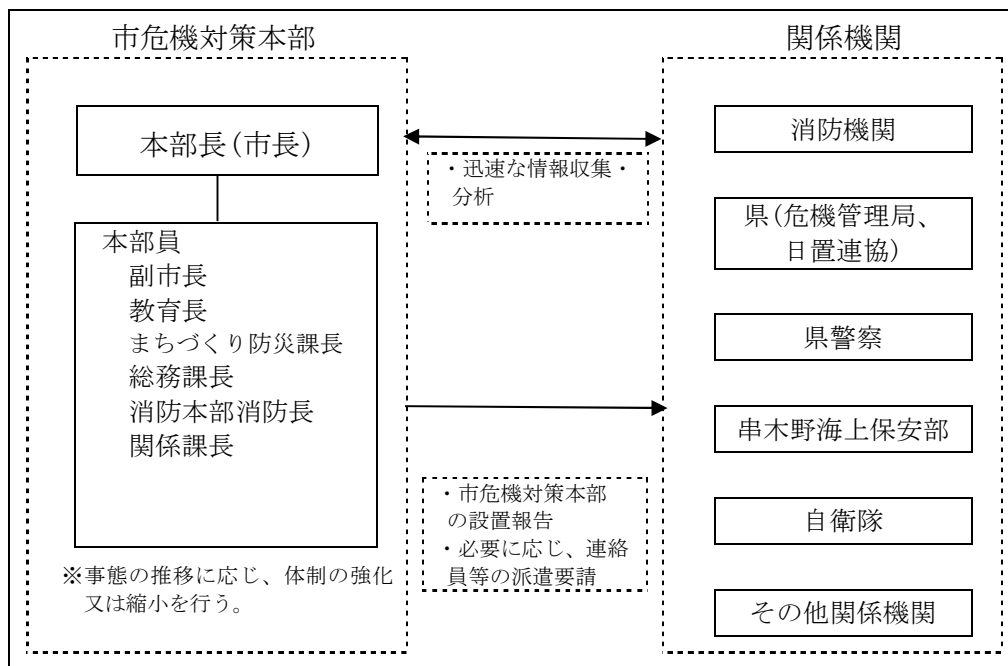 市危機対策本部
本部長(市長)
本部員
副市長
教育長
まちづくり防災課長
総務課長
消防本部消防長
関係課長
※事態の推移に応じ、体制の強化
又は縮小を行う。
・迅速な情報収集・
分析
・市危機対策本部
の設置報告
・必要に応じ、連絡
員等の派遣要請
関係機関
消防機関
県(危機管理局、
日置連協)
県警察
串木野海上保安部
自衛隊
その他関係機関